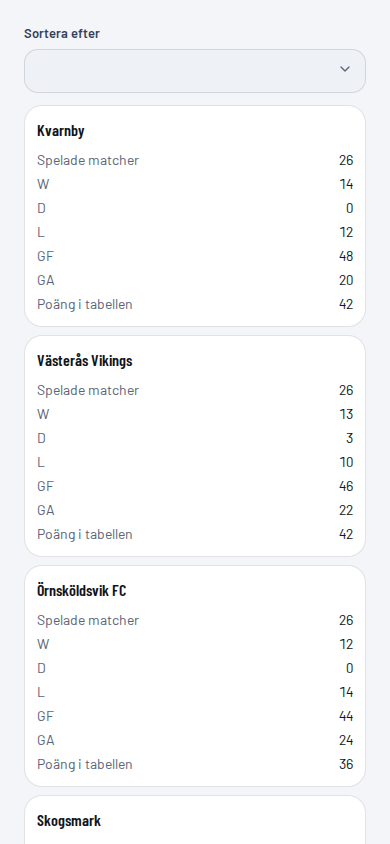 Sortera efter
Kvarnby
Spelade matcher 26
W 14
D 0
L 12
GF 48
GA 20
Poäng i tabellen 42
Västerås Vikings
Spelade matcher 26
W 13
D 3
L 10
GF 46
GA 22
Poäng i tabellen 42
Örnsköldsvik FC
Spelade matcher 26
W 12
D 0
L 14
GF 44
GA 24
Poäng i tabellen 36
Skogsmark